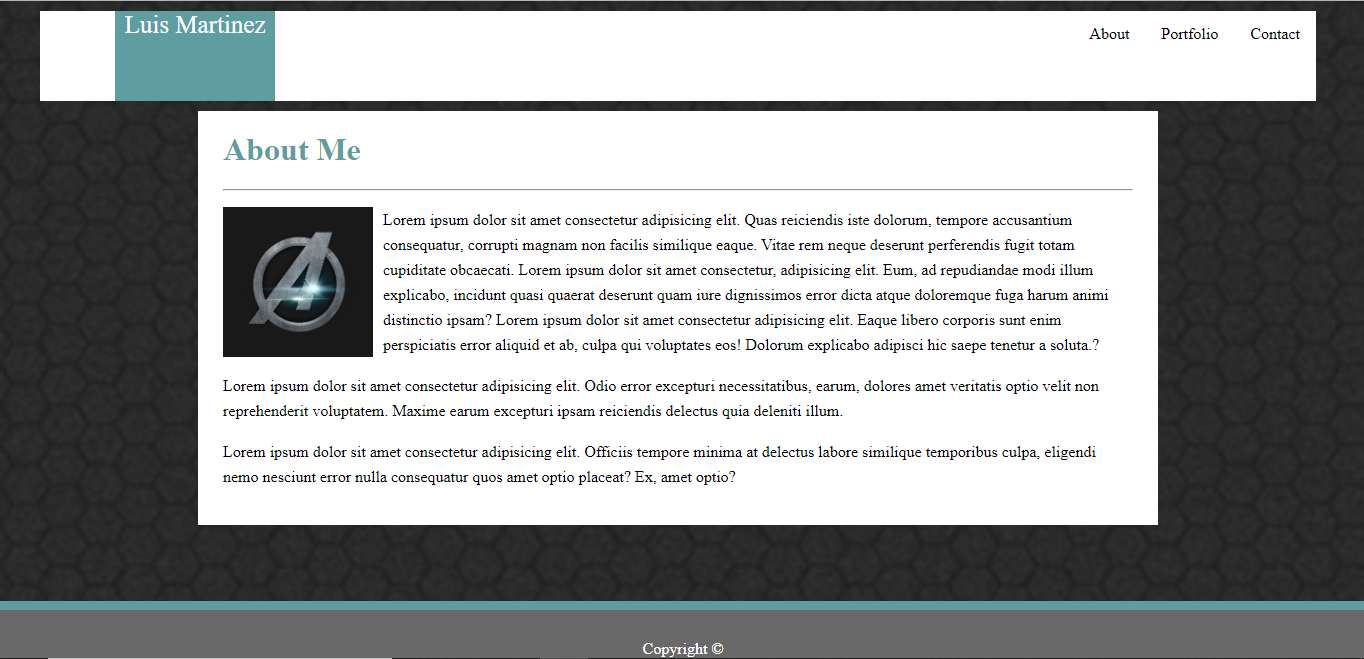 Luis Martinez
About Portfolio Contact
About Me
Lorem ipsum dolor sit amet consectetur adipisicing elit. Quas reiciendis iste dolorum, tempore accusantium
consequatur, corrupti magnam non facilis similique eaque. Vitae rem neque deserunt perferendis fugit totam
cupiditate obcaecati. Lorem ipsum dolor sit amet consectetur, adipisicing elit. Eum, ad repudiandae modi illum
explicabo, incidunt quasi quaerat deserunt quam iure dignissimos error dicta atque doloremque fuga harum animi
distinctio ipsam? Lorem ipsum dolor sit amet consectetur adipisicing elit. Eaque libero corporis sunt enim
perspiciatis error aliquid et ab, culpa qui voluptates eos! Dolorum explicabo adipisci hic saepe tenetur a soluta.?
Lorem ipsum dolor sit amet consectetur adipisicing elit. Odio error excepturi necessitatibus, earum, dolores amet veritatis optio velit non
reprehenderit voluptatem. Maxime earum excepturi ipsam reiciendis delectus quia deleniti illum.
Lorem ipsum dolor sit amet consectetur adipisicing elit. Officiis tempore minima at delectus labore similique temporibus culpa, eligendi
nemo nesciunt error nulla consequatur quos amet optio placeat? Ex, amet optio?
Copyright ©